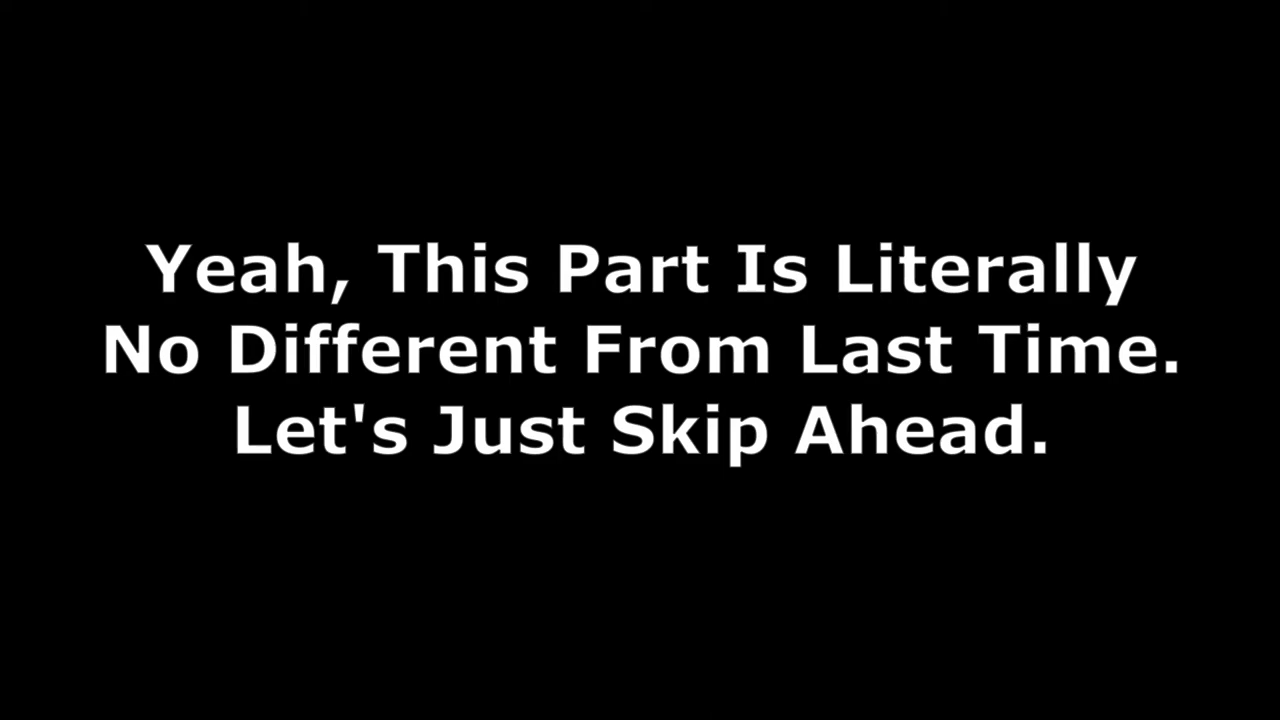 Yeah, This Part Is Literally
No Different From Last Time.
Let's Just Skip Ahead.